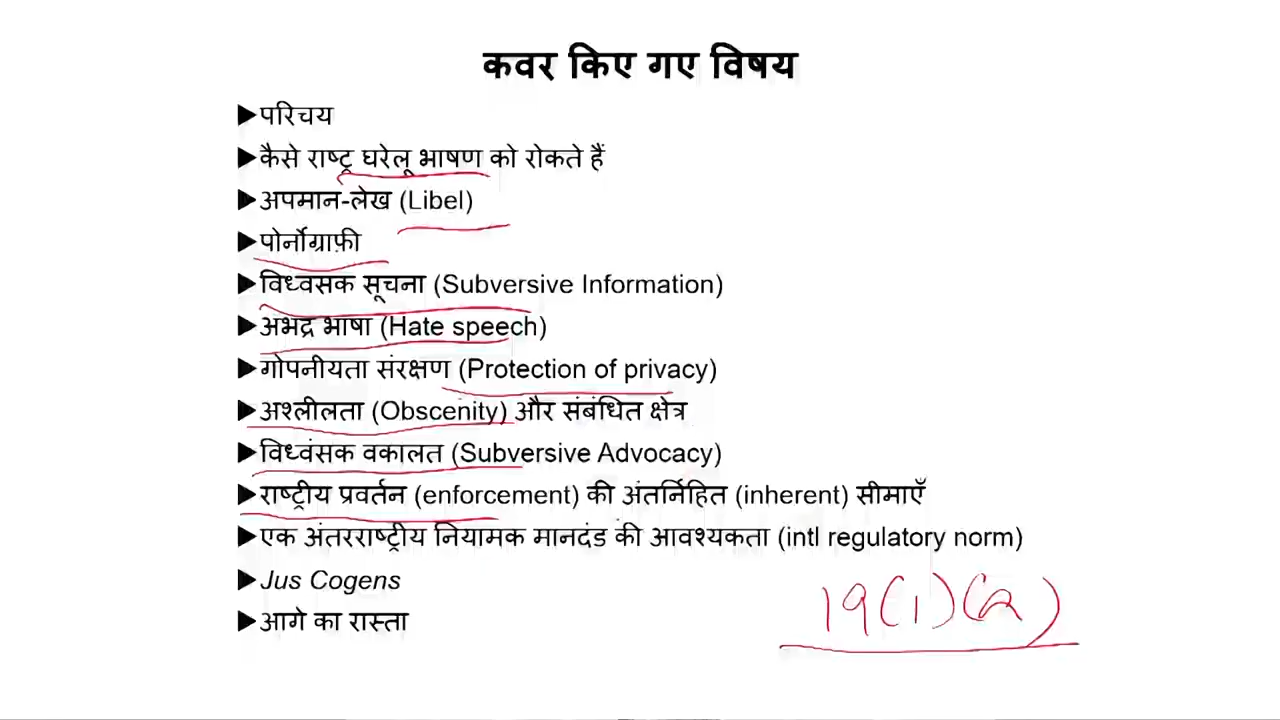 कवर किए गए विषय
परिचय
कैसे राष्ट्र घरेलू भाषण को रोकते हैं
अपमान-लेख (Libel)
पोर्नोग्राफ़ी
विध्वसक सूचना (Subversive Information)
अभद्र भाषा (Hate speech)
गोपनीयता संरक्षण (Protection of privacy)
अश्लीलता (Obscenity) और संबंधित क्षेत्र
विध्वंसक वकालत (Subversive Advocacy)
राष्ट्रीय प्रवर्तन (enforcement) की अंतर्निहित (inherent) सीमाएँ
एक अंतरराष्ट्रीय नियामक मानदंड की आवश्यकता (intl regulatory norm)
Jus Cogens
आगे का रास्ता
19(1)(a)